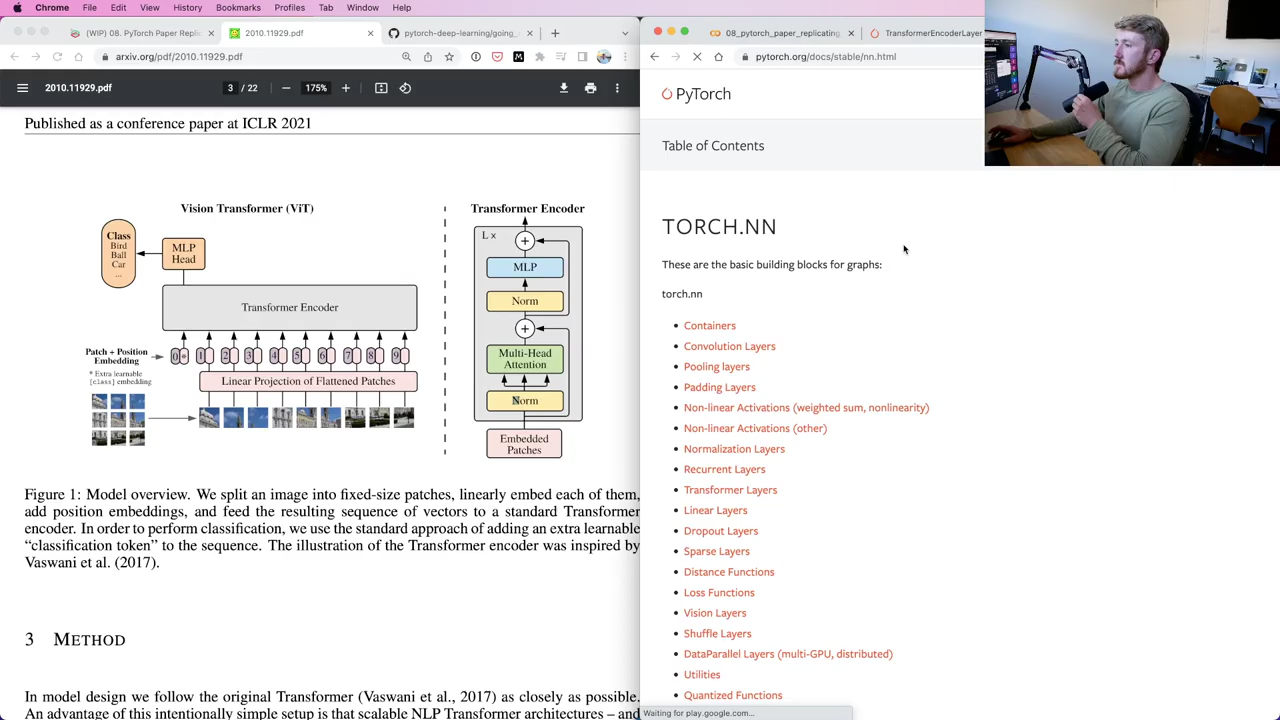 Chrome File Edit View History Bookmarks Profiles Tab Window Help
(WIP) 08. PyTorch Paper Replicating
2010.11929.pdf
pytorch-deep-learning/going_
08_pytorch_paper_replicating.
TransformerEncoderLayer
arxiv.org/pdf/2010.11929.pdf
pytorch.org/docs/stable/nn.html
2010.11929.pdf
3 / 22
175%
Published as a conference paper at ICLR 2021
Vision Transformer (ViT)
Transformer Encoder
Class
Bird
Ball
Car
...
MLP
Head
Transformer Encoder
Patch + Position
Embedding
* Extra learnable
[class] embedding
0 * 1 2 3 4 5 6 7 8 9
Linear Projection of Flattened Patches
L x
+
MLP
Norm
+
Multi-Head
Attention
Norm
Embedded
Patches
Figure 1: Model overview. We split an image into fixed-size patches, linearly embed each of them,
add position embeddings, and feed the resulting sequence of vectors to a standard Transformer
encoder. In order to perform classification, we use the standard approach of adding an extra learnable
“classification token” to the sequence. The illustration of the Transformer encoder was inspired by
Vaswani et al. (2017).
3 METHOD
In model design we follow the original Transformer (Vaswani et al., 2017) as closely as possible.
An advantage of this intentionally simple setup is that scalable NLP Transformer architectures – and
PyTorch
Table of Contents
TORCH.NN
These are the basic building blocks for graphs:
torch.nn
Containers
Convolution Layers
Pooling layers
Padding Layers
Non-linear Activations (weighted sum, nonlinearity)
Non-linear Activations (other)
Normalization Layers
Recurrent Layers
Transformer Layers
Linear Layers
Dropout Layers
Sparse Layers
Distance Functions
Loss Functions
Vision Layers
Shuffle Layers
DataParallel Layers (multi-GPU, distributed)
Utilities
Quantized Functions
Waiting for play.google.com...